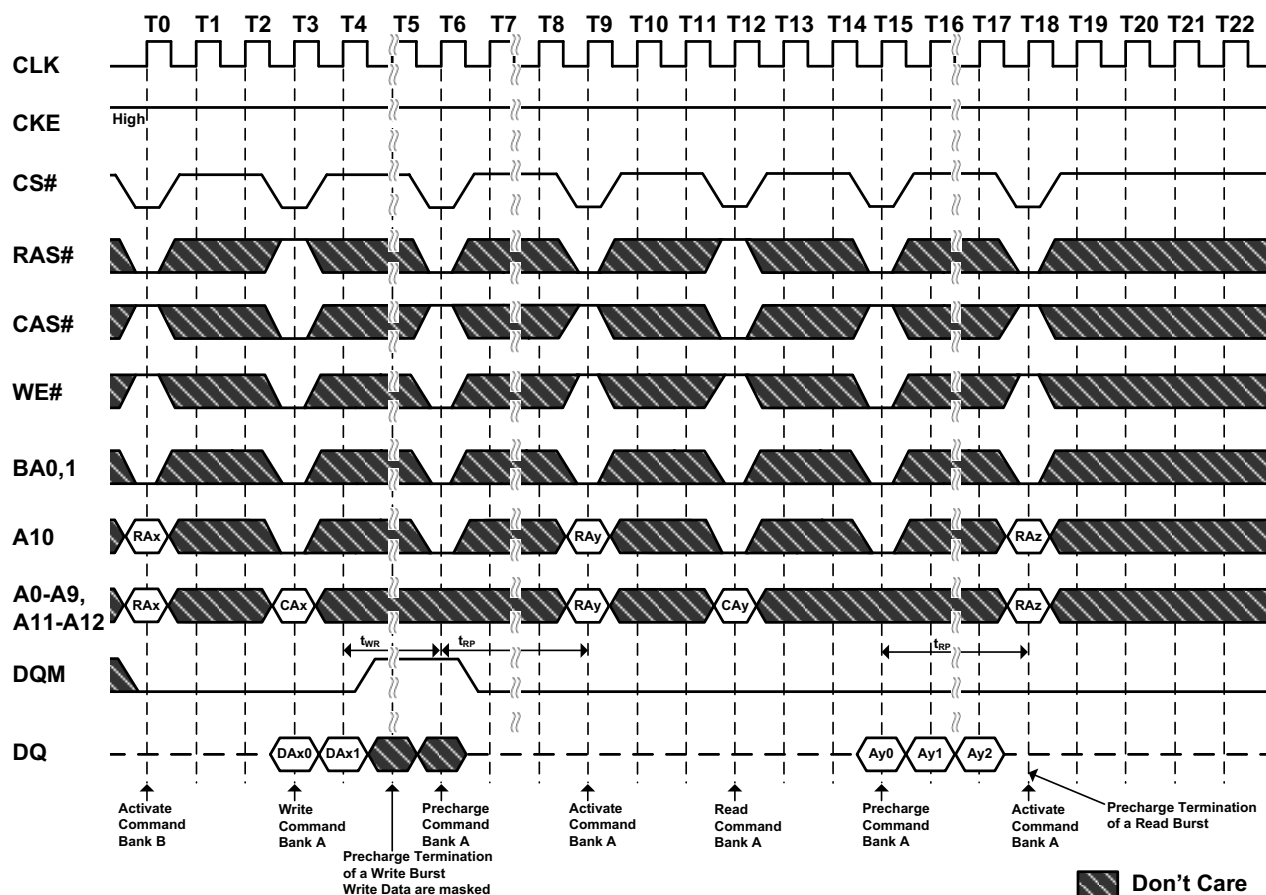 T0 T1 T2 T3 T4 T5 T6 T7 T8 T9 T10 T11 T12 T13 T14 T15 T16 T17 T18 T19 T20 T21 T22
CLK
CKE
High
CS#
RAS#
CAS#
WE#
BA0,1
A10
RAx RAy RAz
A0-A9,
A11-A12
RAx CAx RAy CAy RAz
tWR tRP tRP
DQM
DQ
DAx0 DAx1 Ay0 Ay1 Ay2
Activate
Command
Bank B
Write
Command
Bank A
Precharge Termination
of a Write Burst
Write Data are masked
Precharge
Command
Bank A
Activate
Command
Bank A
Read
Command
Bank A
Precharge
Command
Bank A
Activate
Command
Bank A
Precharge Termination
of a Read Burst
Don't Care